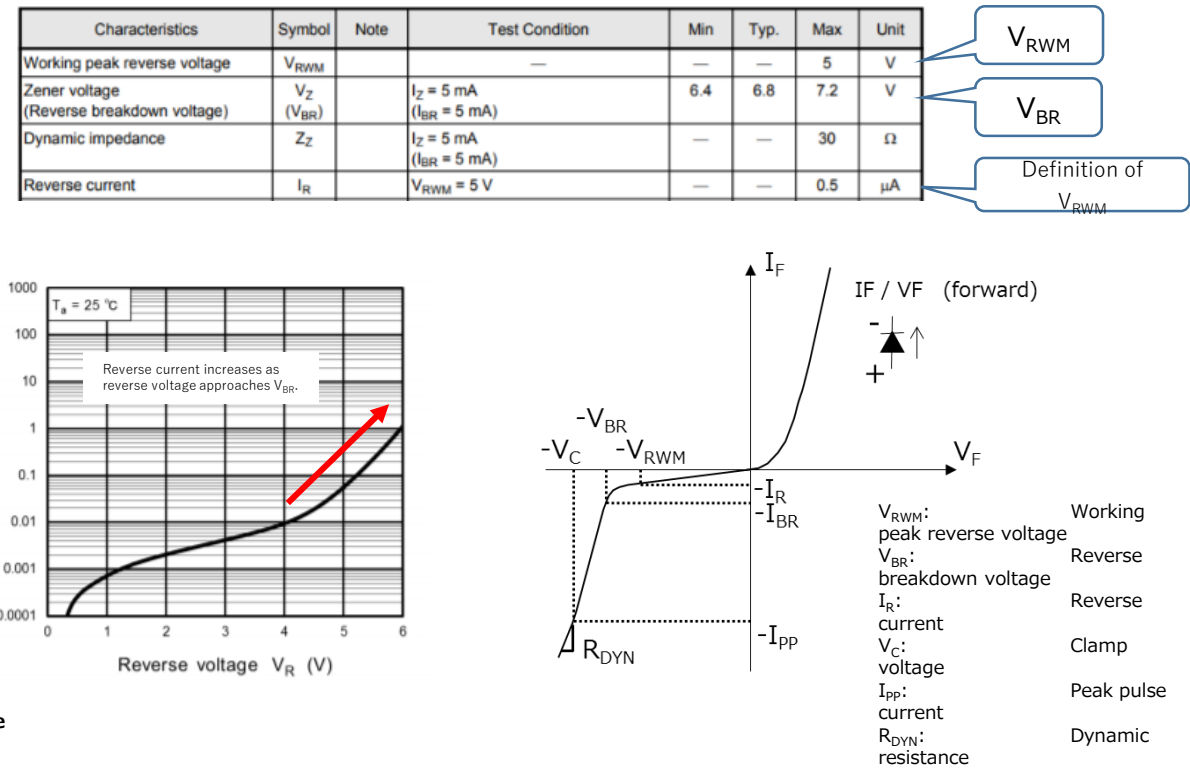 Characteristics Symbol Note Test Condition Min Typ. Max Unit
Working peak reverse voltage VRWM — — — 5 V
Zener voltage VZ IZ = 5 mA 6.4 6.8 7.2 V
(Reverse breakdown voltage) (VBR) (IBR = 5 mA)
Dynamic impedance ZZ IZ = 5 mA — — 30 Ω
(IBR = 5 mA)
Reverse current IR VRWM = 5 V — — 0.5 μA
VRWM
VBR
Definition of
VRWM
1000
100
10
1
0.1
0.01
0.001
0.0001
Ta = 25 °C
Reverse current increases as
reverse voltage approaches VBR.
0 1 2 3 4 5 6
Reverse voltage VR (V)
e
IF
IF / VF (forward)
-
+
-VBR
-VC -VRWM
VF
-IR
-IBR
-IPP
RDYN
VRWM: Working
peak reverse voltage
VBR: Reverse
breakdown voltage
IR: Reverse
current
VC: Clamp
voltage
IPP: Peak pulse
current
RDYN: Dynamic
resistance